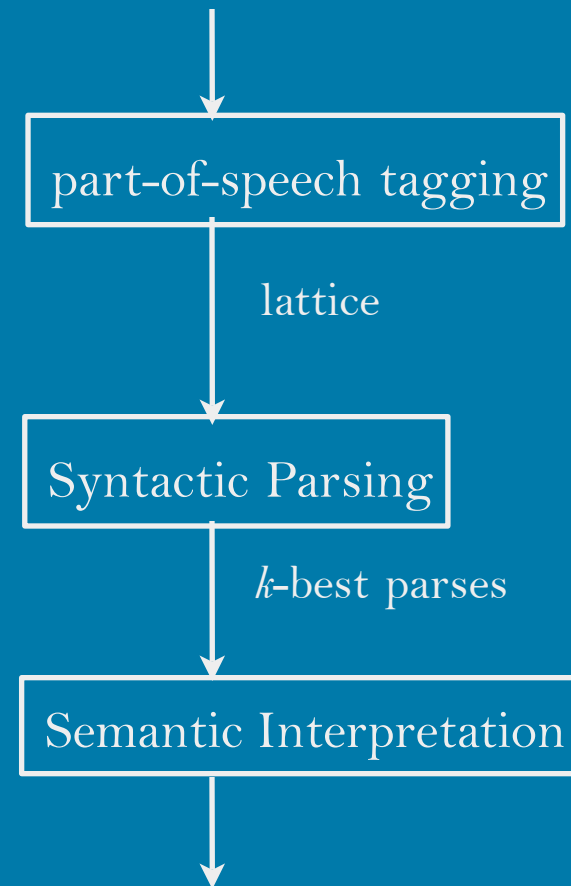 part-of-speech tagging
lattice
Syntactic Parsing
k-best parses
Semantic Interpretation